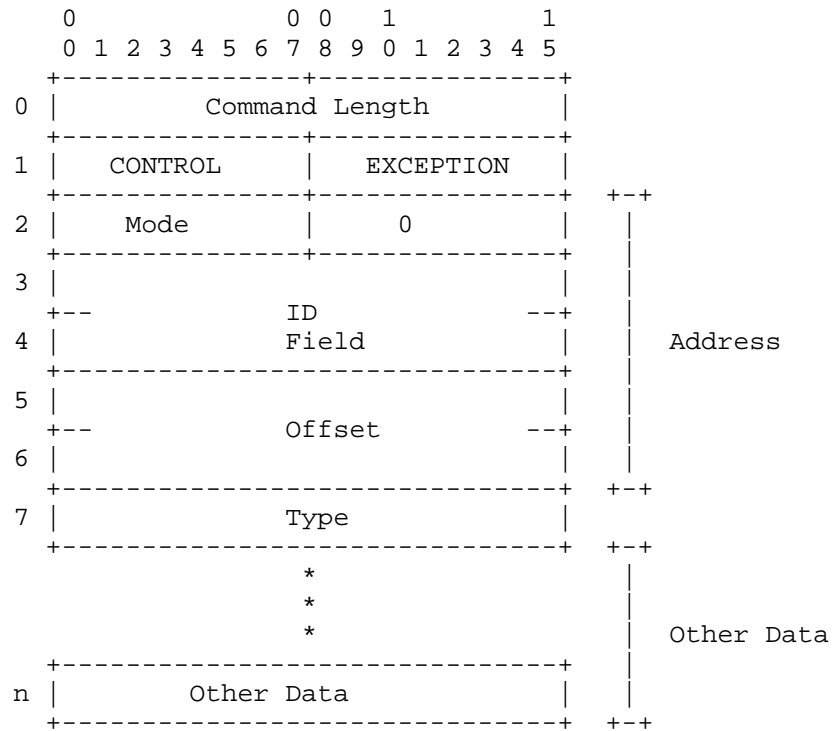 0 0 0 1 1
0 1 2 3 4 5 6 7 8 9 0 1 2 3 4 5
+---------------+---------------+
0 | Command Length |
+---------------+---------------+
1 | CONTROL | EXCEPTION |
+---------------+---------------+ +-+
2 | Mode | 0 | |
+---------------+---------------+ |
3 | | |
+-- ID --+ |
4 | Field | | Address
+-------------------------------+ |
5 | | |
+-- Offset --+ |
6 | | |
+-------------------------------+ +-+
7 | Type |
+-------------------------------+ +-+
* |
* |
* | Other Data
+-------------------------------+ |
n | Other Data | |
+-------------------------------+ +-+